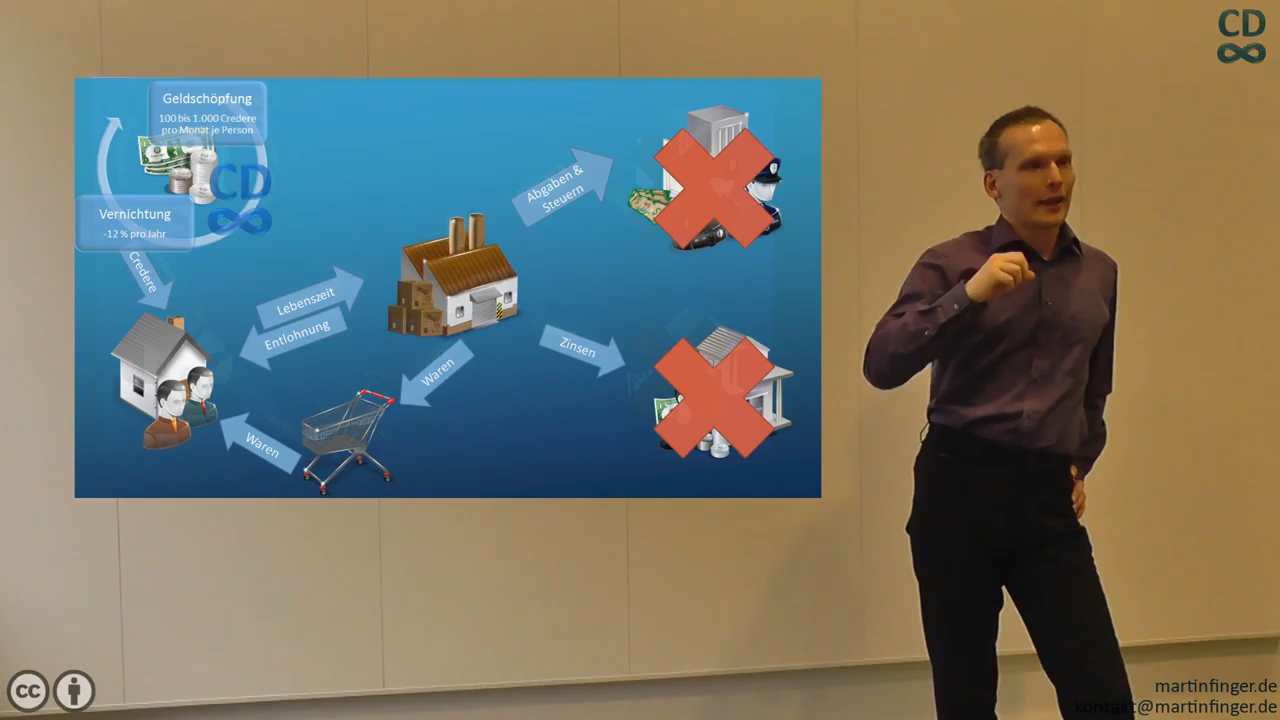 CD
Geldschöpfung
100 bis 1.000 Credere
pro Monat je Person
CD
Vernichtung
-12 % pro Jahr
Credere
Abgaben &
Steuern
Lebenszeit
Entlohnung
Zinsen
Waren
Waren
cc
martinfinger.de
kontakt@martinfinger.de